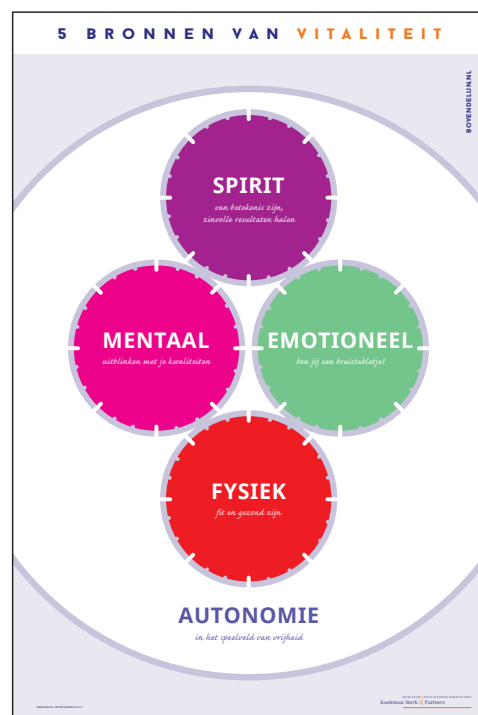 5 BRONNEN VAN VITALITEIT
BOVENDELIJN.NL
SPIRIT
van betekenis zijn,
zinvolle resultaten halen
MENTAAL
uitblinken met je kwaliteiten
EMOTIONEEL
ben jij een bruistabletje?
FYSIEK
fit en gezond zijn
AUTONOMIE
in het speelveld van vrijheid
Koeleman Sterk & Partners